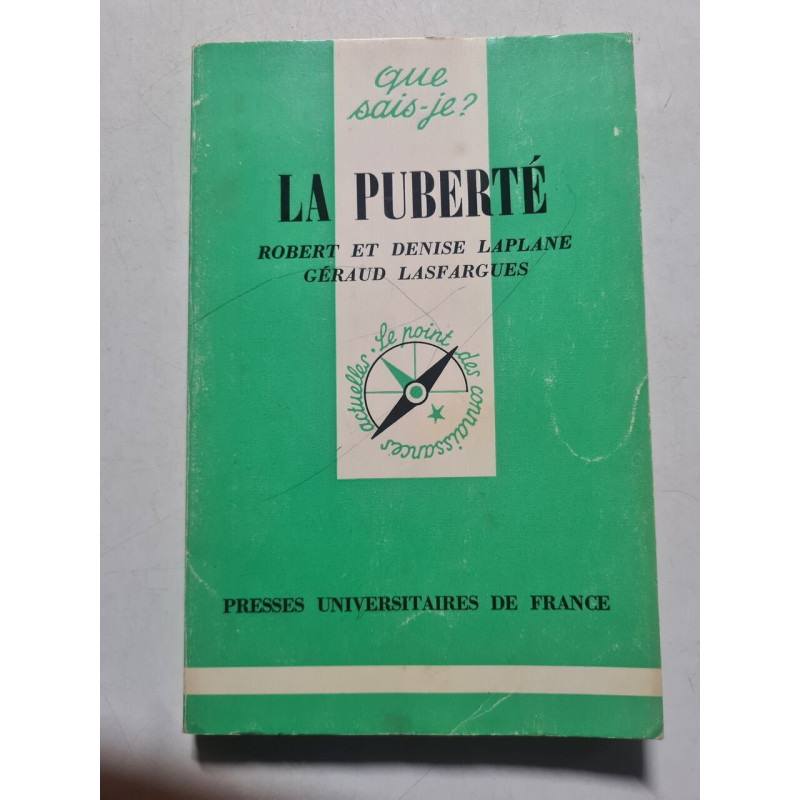 que
sais-je?
LA PUBERTÉ
ROBERT ET DENISE LAPLANE
GÉRAUD LASFARGUES
Le point des connaissances actuelles.
PRESSES UNIVERSITAIRES DE FRANCE